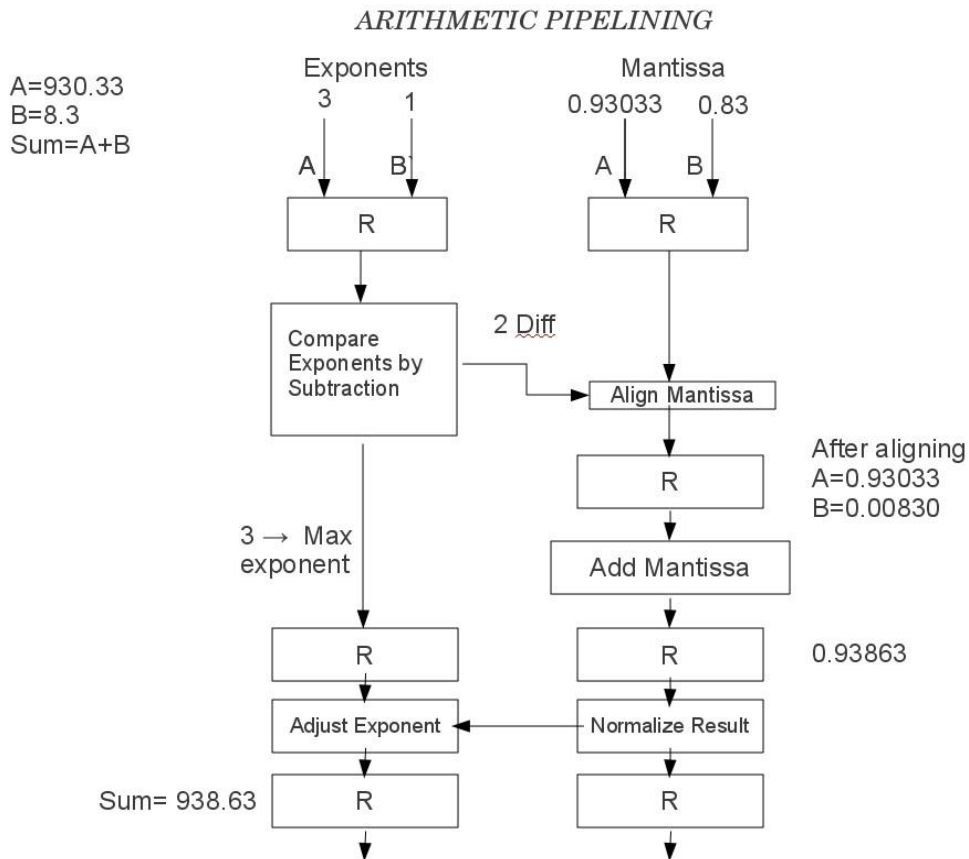 ARITHMETIC PIPELINING
A=930.33
B=8.3
Sum=A+B
Exponents
3 1
Mantissa
0.93033 0.83
A B`
A B
R
R
Compare
Exponents by
Subtraction
2 Diff
Align Mantissa
R
After aligning
A=0.93033
B=0.00830
3 → Max
exponent
Add Mantissa
R
R
0.93863
Adjust Exponent
Normalize Result
Sum= 938.63
R
R